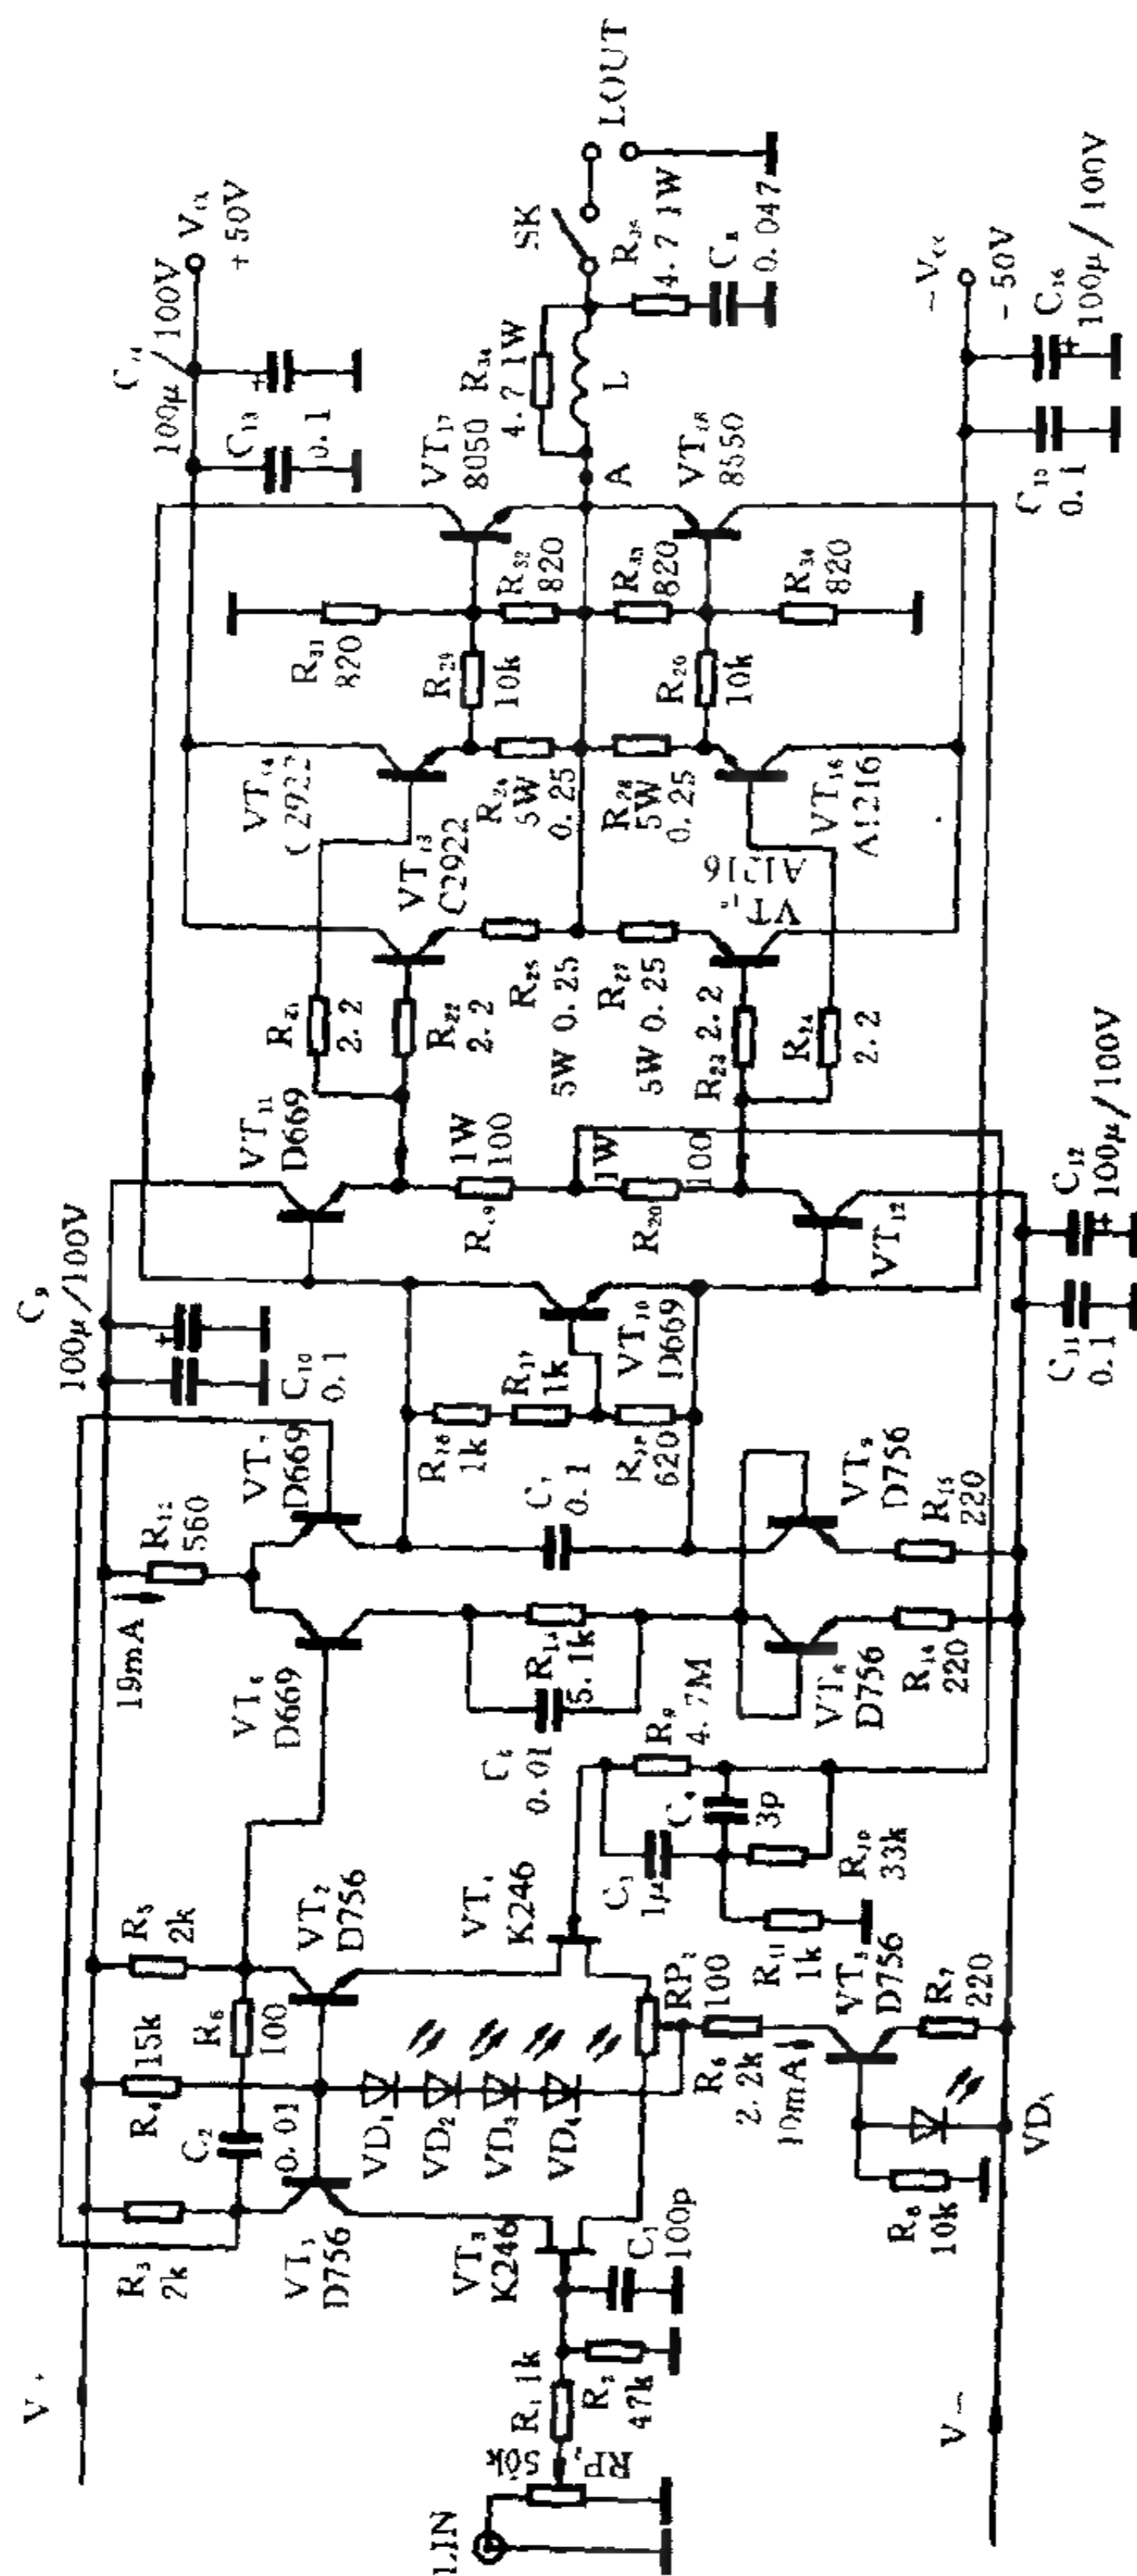 LIN
RP₁
50k
R₁ 1k
R₂
47k
C₁
100p
V+
V−
R₃
2k
R₄
15k
R₅
2k
R₆
100
C₂
0.01
VT₁
D756
VT₂
D756
VT₃
K246
K246
VD₁
VD₂
VD₃
VD₄
VD₅
RP₂
100
R₆
2.2k
10mA
R₈
10k
VT₅
D756
R₇
220
R₁₁
1k
C₃
1μ
3p
R₁₀
33k
R₉
4.7M
19mA
R₁₂
560
VT₆
D669
VT₇
D669
0.01
R₁₃
5.1k
C₇
0.1
VT₈
D756
R₁₄
220
VT₉
D756
R₁₅
220
C₉
100μ/100V
C₁₀
0.1
R₁₆
1k
R₁₇
1k
R₁₈
620
VT₁₀
D669
VT₁₁
D669
VT₁₂
R₁₉
1W
100
R₂₀
1W
100
C₁₁
0.1
C₁₂
100μ/100V
R₂₁
2.2
R₂₂
2.2
R₂₃ 2.2
R₂₄
2.2
VT₁₃
C2922
VT₁₄
C2922
A1216
VT₁₆
A1216
R₂₅
5W 0.25
R₂₇
5W 0.25
R₂₆
5W
0.25
R₂₈
5W
0.25
R₂₉
10k
R₂₀
10k
R₃₁
820
R₃₂
820
R₃₃
820
R₃₄
820
VT₁₇
8050
VT₁₈
8550
A
L
R₃₄
4.7 1W
R₃₅
4.7 1W
C₈
0.047
SK
LOUT
C₁₃
0.1
C₁₄
100μ/100V
V<sub>CC</sub>
+50V
−V<sub>CC</sub>
−50V
C₁₅
0.1
C₁₆
100μ/100V